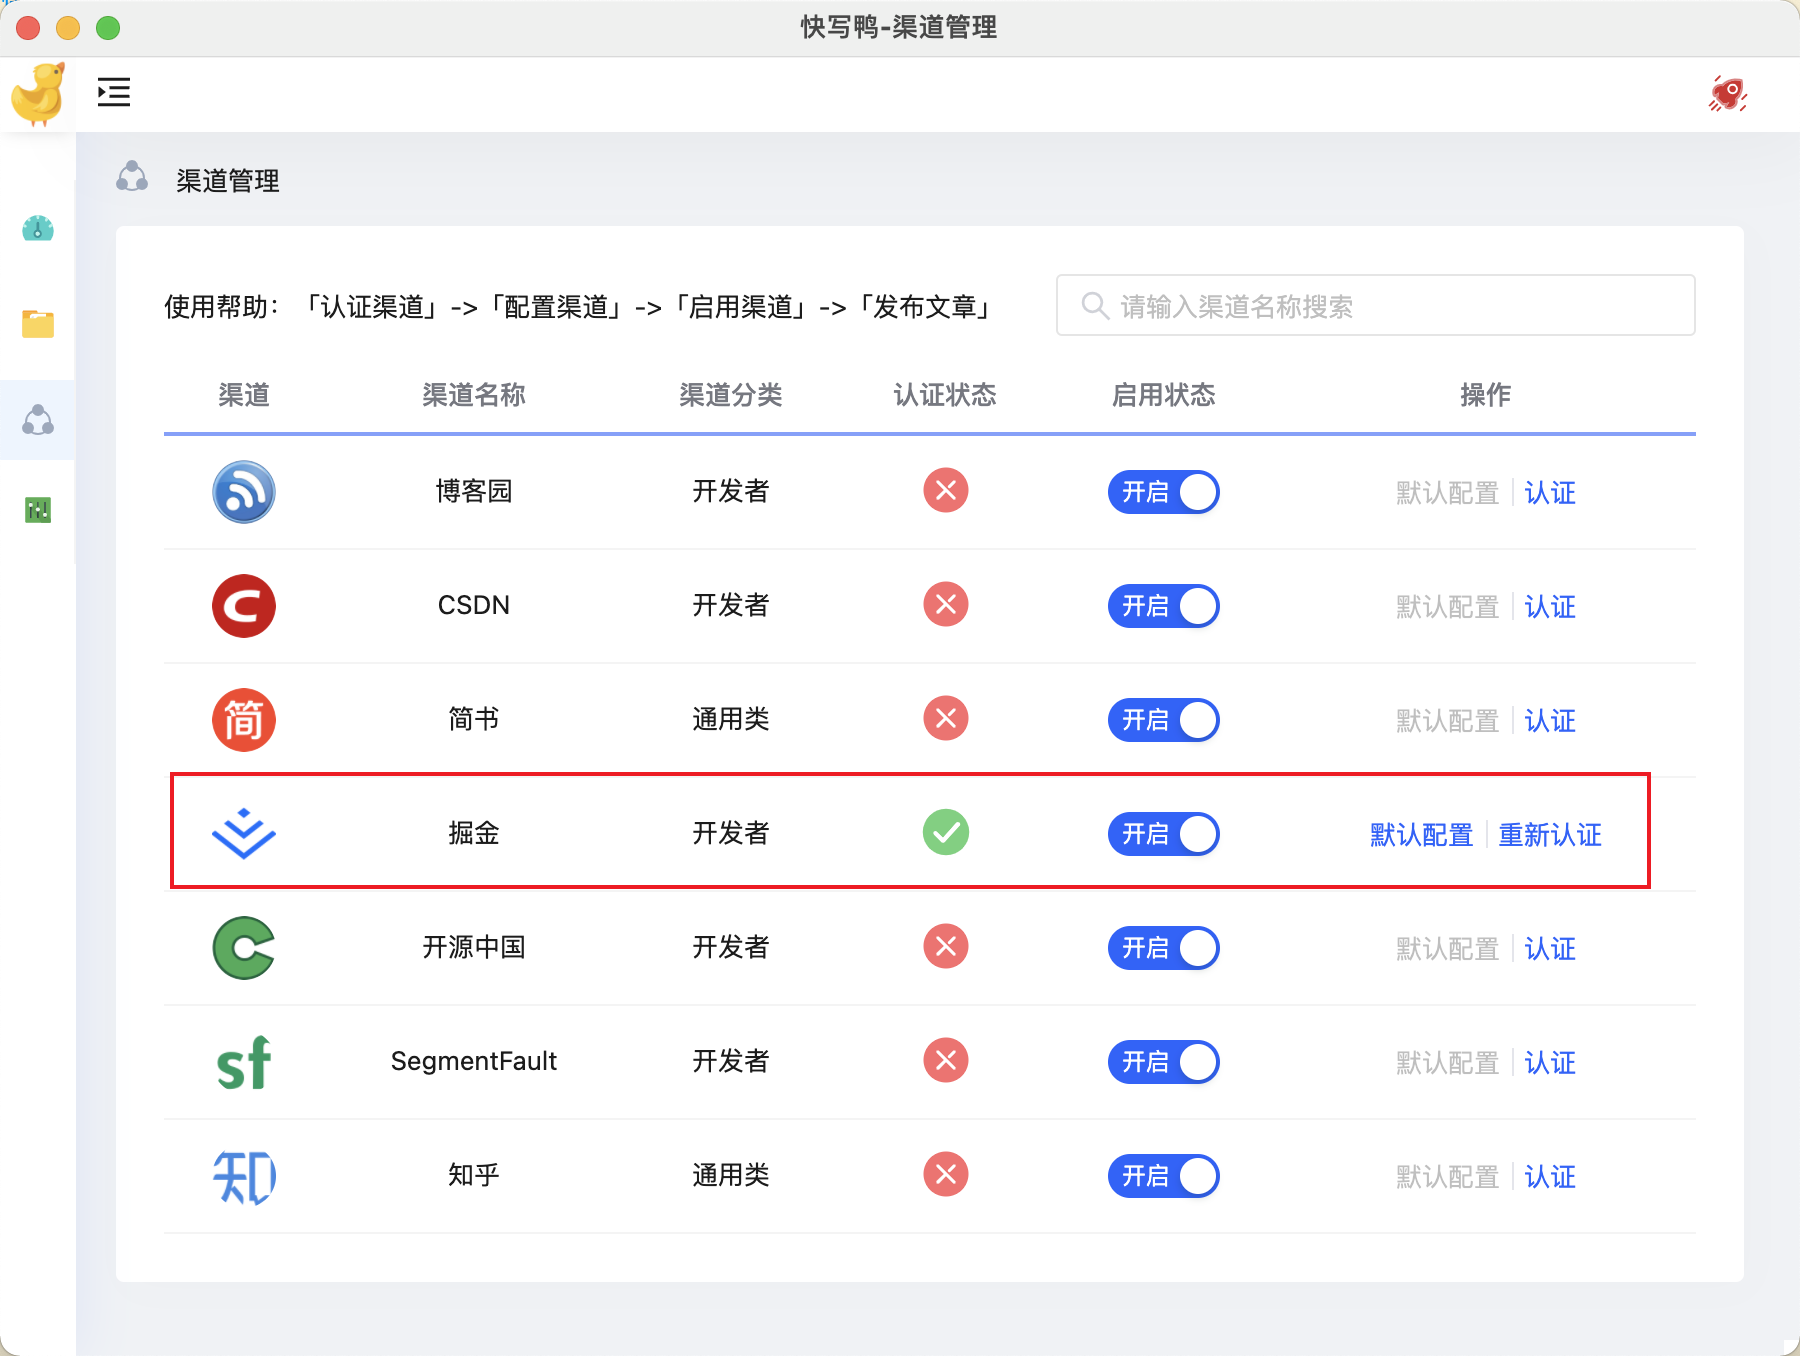 快写鸭-渠道管理
渠道管理
使用帮助：「认证渠道」->「配置渠道」->「启用渠道」->「发布文章」
请输入渠道名称搜索
渠道 渠道名称 渠道分类 认证状态 启用状态 操作
博客园 开发者 开启 默认配置 认证
CSDN 开发者 开启 默认配置 认证
简 简书 通用类 开启 默认配置 认证
掘金 开发者 开启 默认配置 重新认证
开源中国 开发者 开启 默认配置 认证
sf SegmentFault 开发者 开启 默认配置 认证
知 知乎 通用类 开启 默认配置 认证